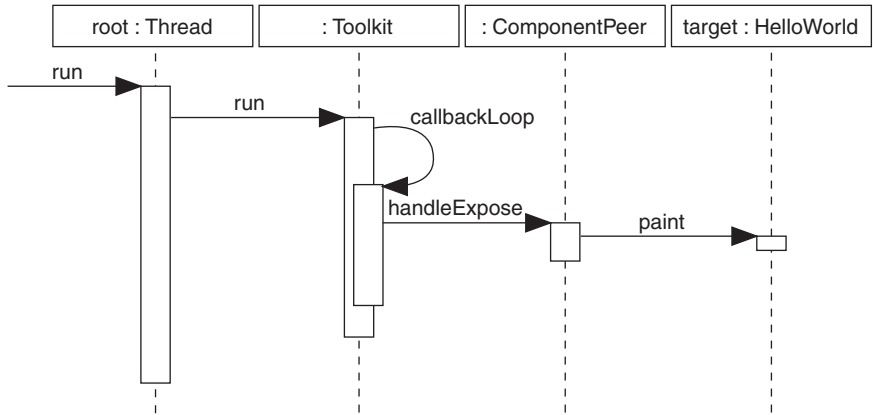 root : Thread
: Toolkit
: ComponentPeer
target : HelloWorld
run
run
callbackLoop
handleExpose
paint